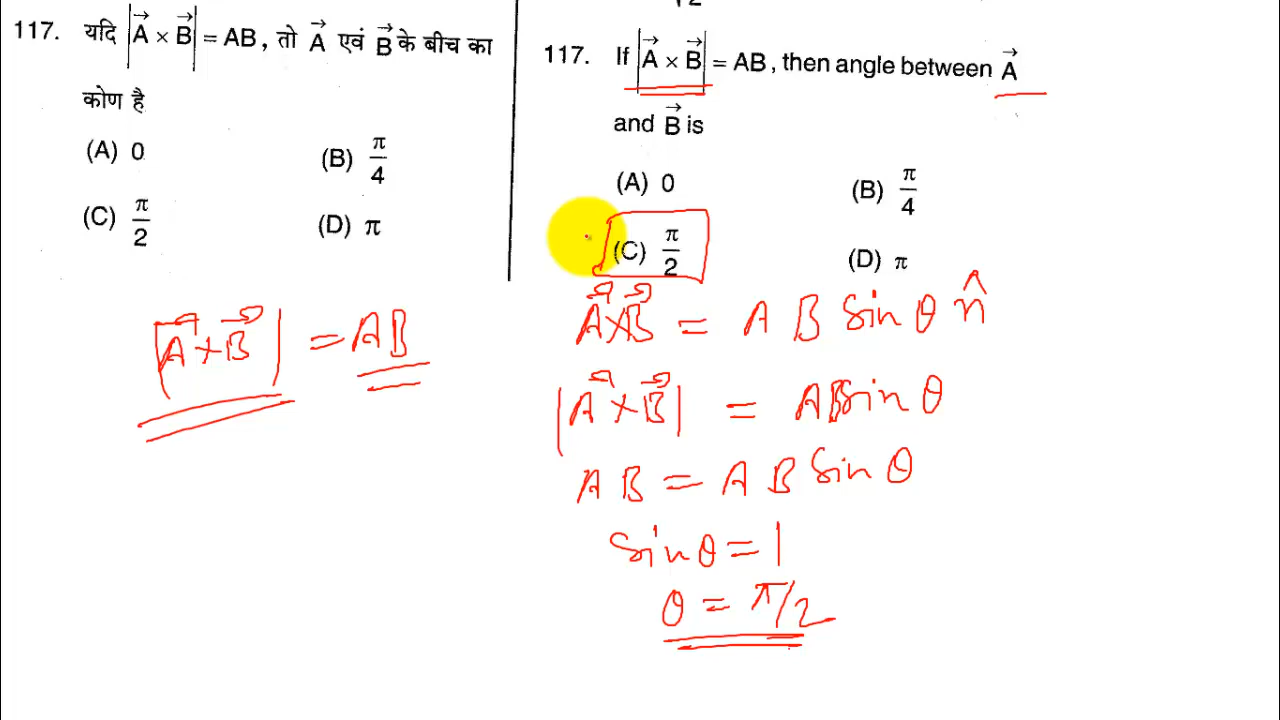 117. यदि |A⃗ × B⃗| = AB, तो A⃗ एवं B⃗ के बीच का
कोण है
(A) 0 (B) π/4
(C) π/2 (D) π
|A⃗ × B⃗| = AB
117. If |A⃗ × B⃗| = AB, then angle between A⃗
and B⃗ is
(A) 0 (B) π/4
(C) π/2 (D) π
A⃗×B⃗ = A B sin θ n̂
|A⃗ × B⃗| = AB sin θ
A B = A B sin θ
sin θ = 1
θ = π/2